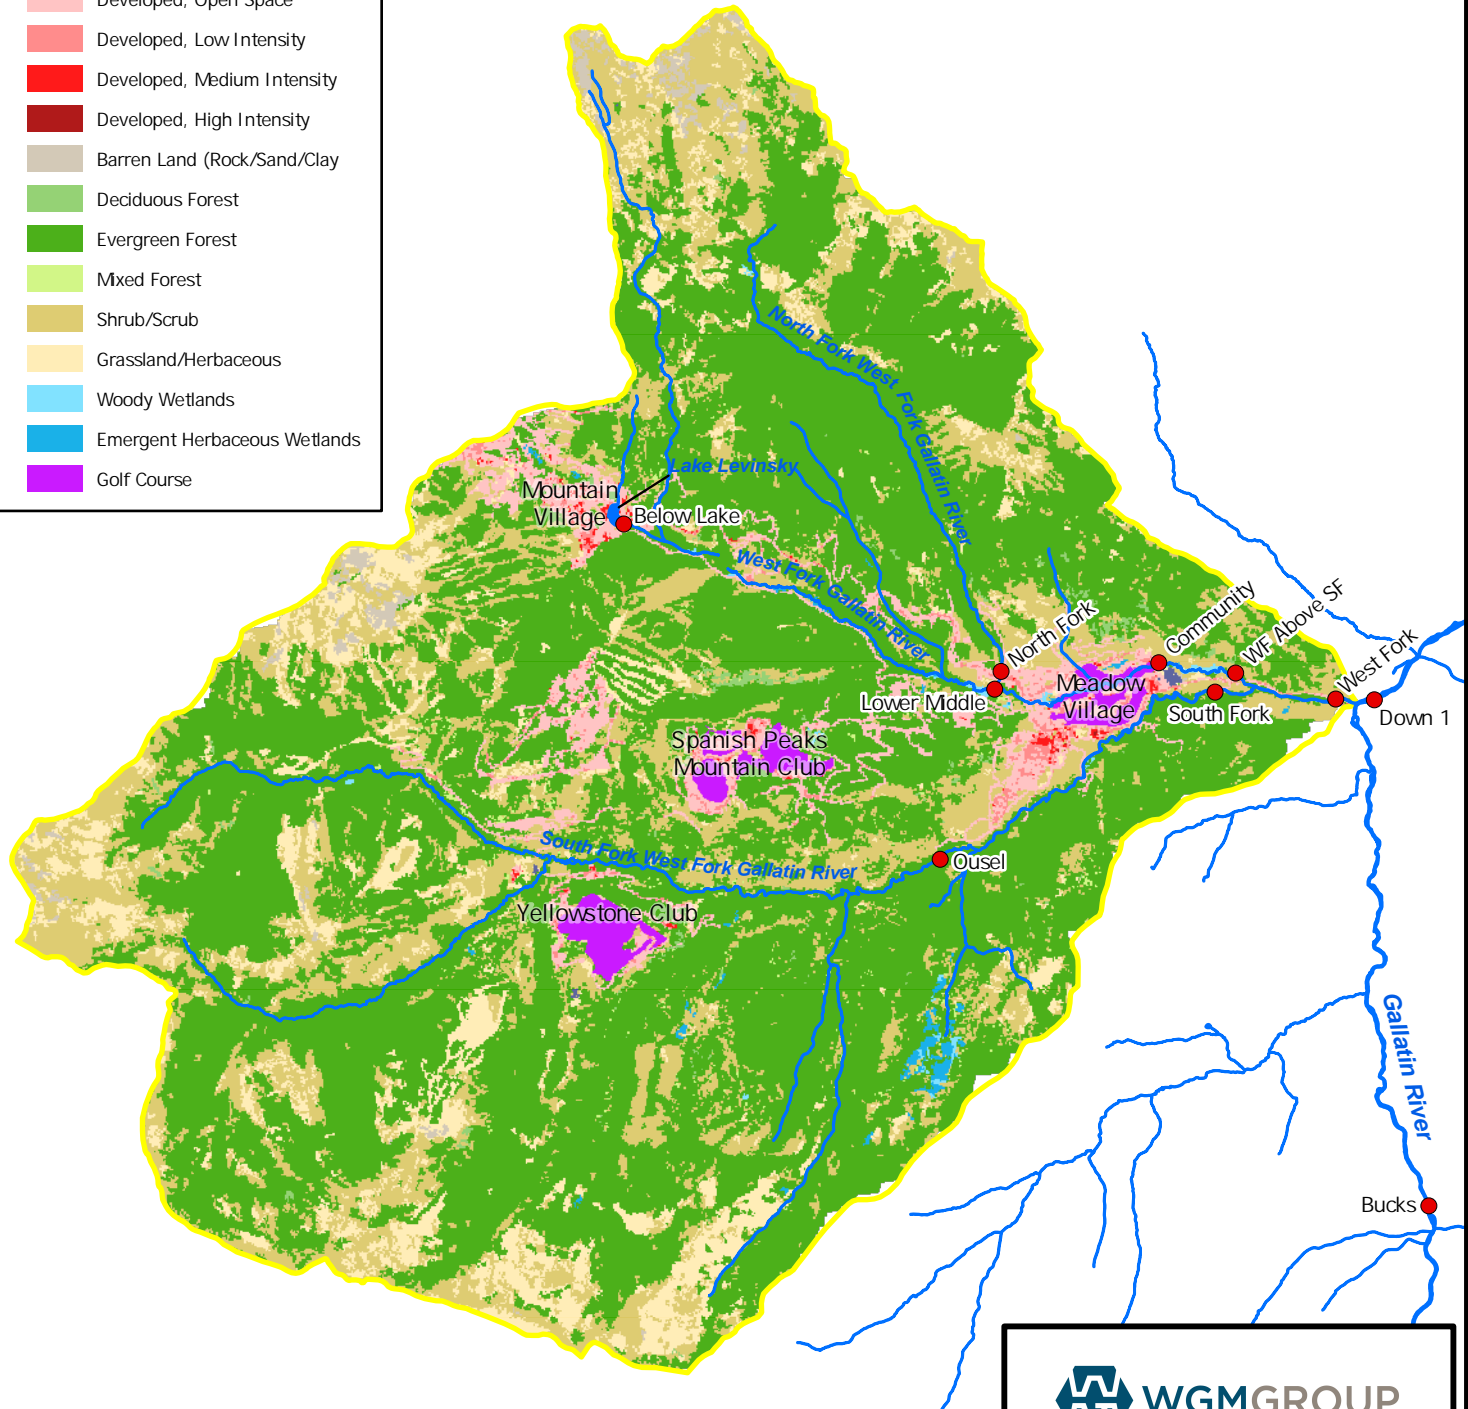 Developed, Open Space
Developed, Low Intensity
Developed, Medium Intensity
Developed, High Intensity
Barren Land (Rock/Sand/Clay
Deciduous Forest
Evergreen Forest
Mixed Forest
Shrub/Scrub
Grassland/Herbaceous
Woody Wetlands
Emergent Herbaceous Wetlands
Golf Course
North Fork West Fork Gallatin River
Lake Levinsky
Mountain
Village
Below Lake
West Fork Gallatin River
North Fork
Community
WF Above SF
West Fork
Lower Middle
Meadow
Village
South Fork
Down 1
Spanish Peaks
Mountain Club
South Fork West Fork Gallatin River
Ousel
Yellowstone Club
Gallatin River
Bucks
WGMGROUP